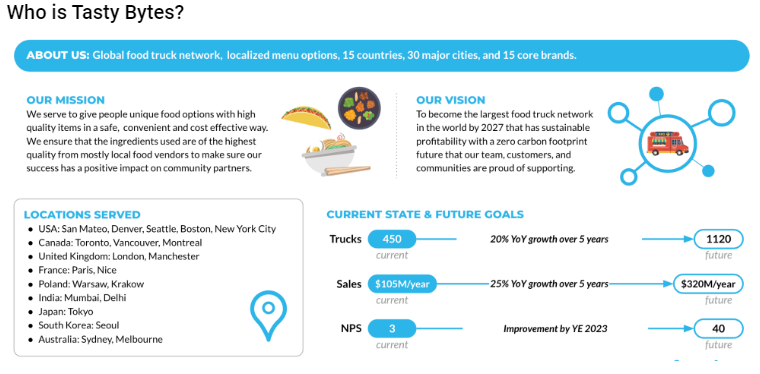 Who is Tasty Bytes?
ABOUT US: Global food truck network, localized menu options, 15 countries, 30 major cities, and 15 core brands.
OUR MISSION
We serve to give people unique food options with high
quality items in a safe, convenient and cost effective way.
We ensure that the ingredients used are of the highest
quality from mostly local food vendors to make sure our
success has a positive impact on community partners.
OUR VISION
To become the largest food truck network
in the world by 2027 that has sustainable
profitability with a zero carbon footprint
future that our team, customers, and
communities are proud of supporting.
LOCATIONS SERVED
● USA: San Mateo, Denver, Seattle, Boston, New York City
● Canada: Toronto, Vancouver, Montreal
● United Kingdom: London, Manchester
● France: Paris, Nice
● Poland: Warsaw, Krakow
● India: Mumbai, Delhi
● Japan: Tokyo
● South Korea: Seoul
● Australia: Sydney, Melbourne
CURRENT STATE & FUTURE GOALS
Trucks 450 20% YoY growth over 5 years 1120
current future
Sales $105M/year 25% YoY growth over 5 years $320M/year
current future
NPS 3 Improvement by YE 2023 40
current future